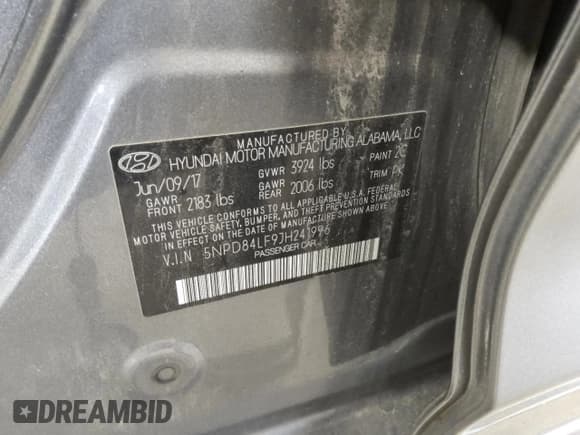 MANUFACTURED BY
HYUNDAI MOTOR MANUFACTURING ALABAMA, LLC
Jun/09/17 GVWR 3924 lbs PAINT 2C
GAWR FRONT 2183 lbs GAWR REAR 2006 lbs TRIM PK
THIS VEHICLE CONFORMS TO ALL APPLICABLE U.S.A. FEDERAL
MOTOR VEHICLE SAFETY, BUMPER, AND THEFT PREVENTION STANDARDS
IN EFFECT ON THE DATE OF MANUFACTURE SHOWN ABOVE.
V.I.N 5NPD84LF9JH241996
PASSENGER CAR
DREAMBID